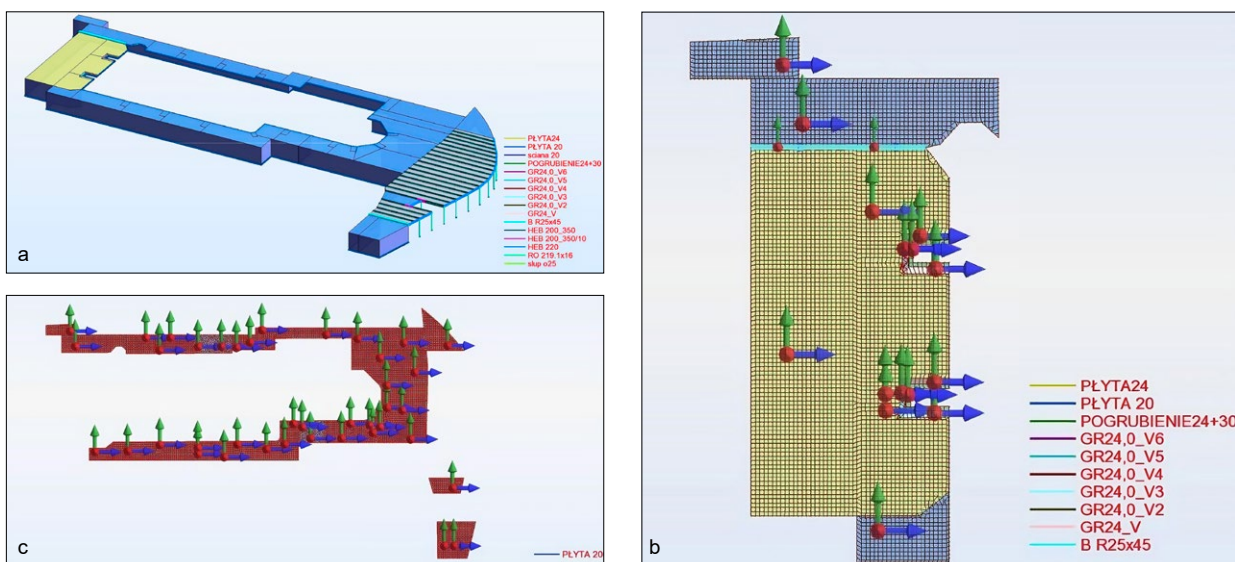 PŁYTA24
PŁYTA 20
sciana 20
POGRUBIENIE24+30
GR24,0_V6
GR24,0_V5
GR24,0_V4
GR24,0_V3
GR24,0_V2
GR24_V
B R25x45
HEB 200_350
HEB 200_350/10
HEB 220
RO 219.1x16
slup o25
a
PŁYTA 20
c
PŁYTA24
PŁYTA 20
POGRUBIENIE24+30
GR24,0_V6
GR24,0_V5
GR24,0_V4
GR24,0_V3
GR24,0_V2
GR24_V
B R25x45
b